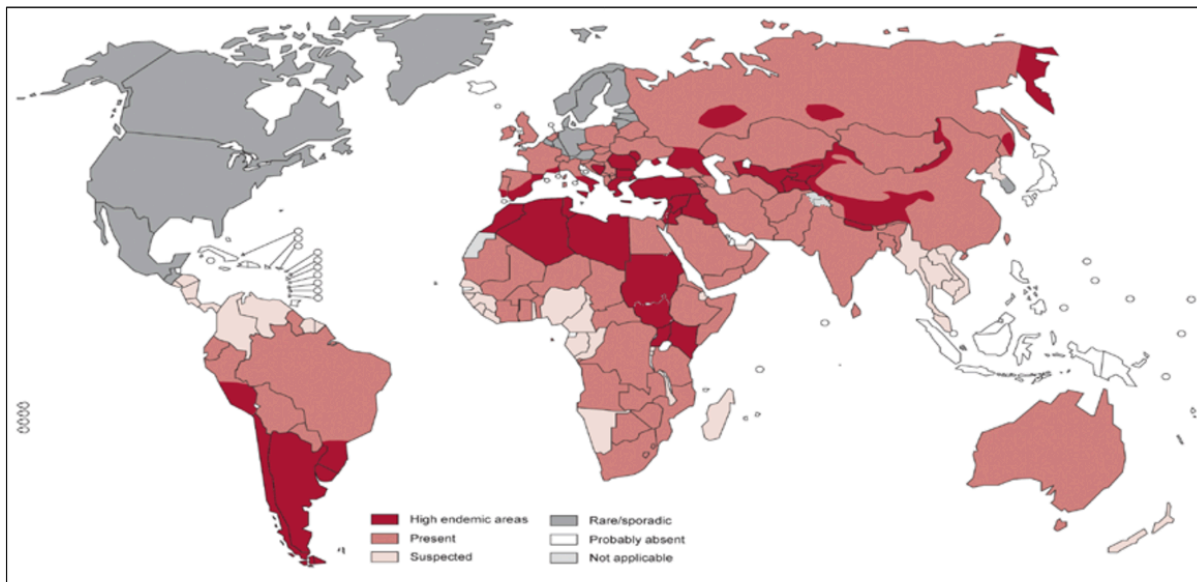 High endemic areas
Present
Suspected
Rare/sporadic
Probably absent
Not applicable